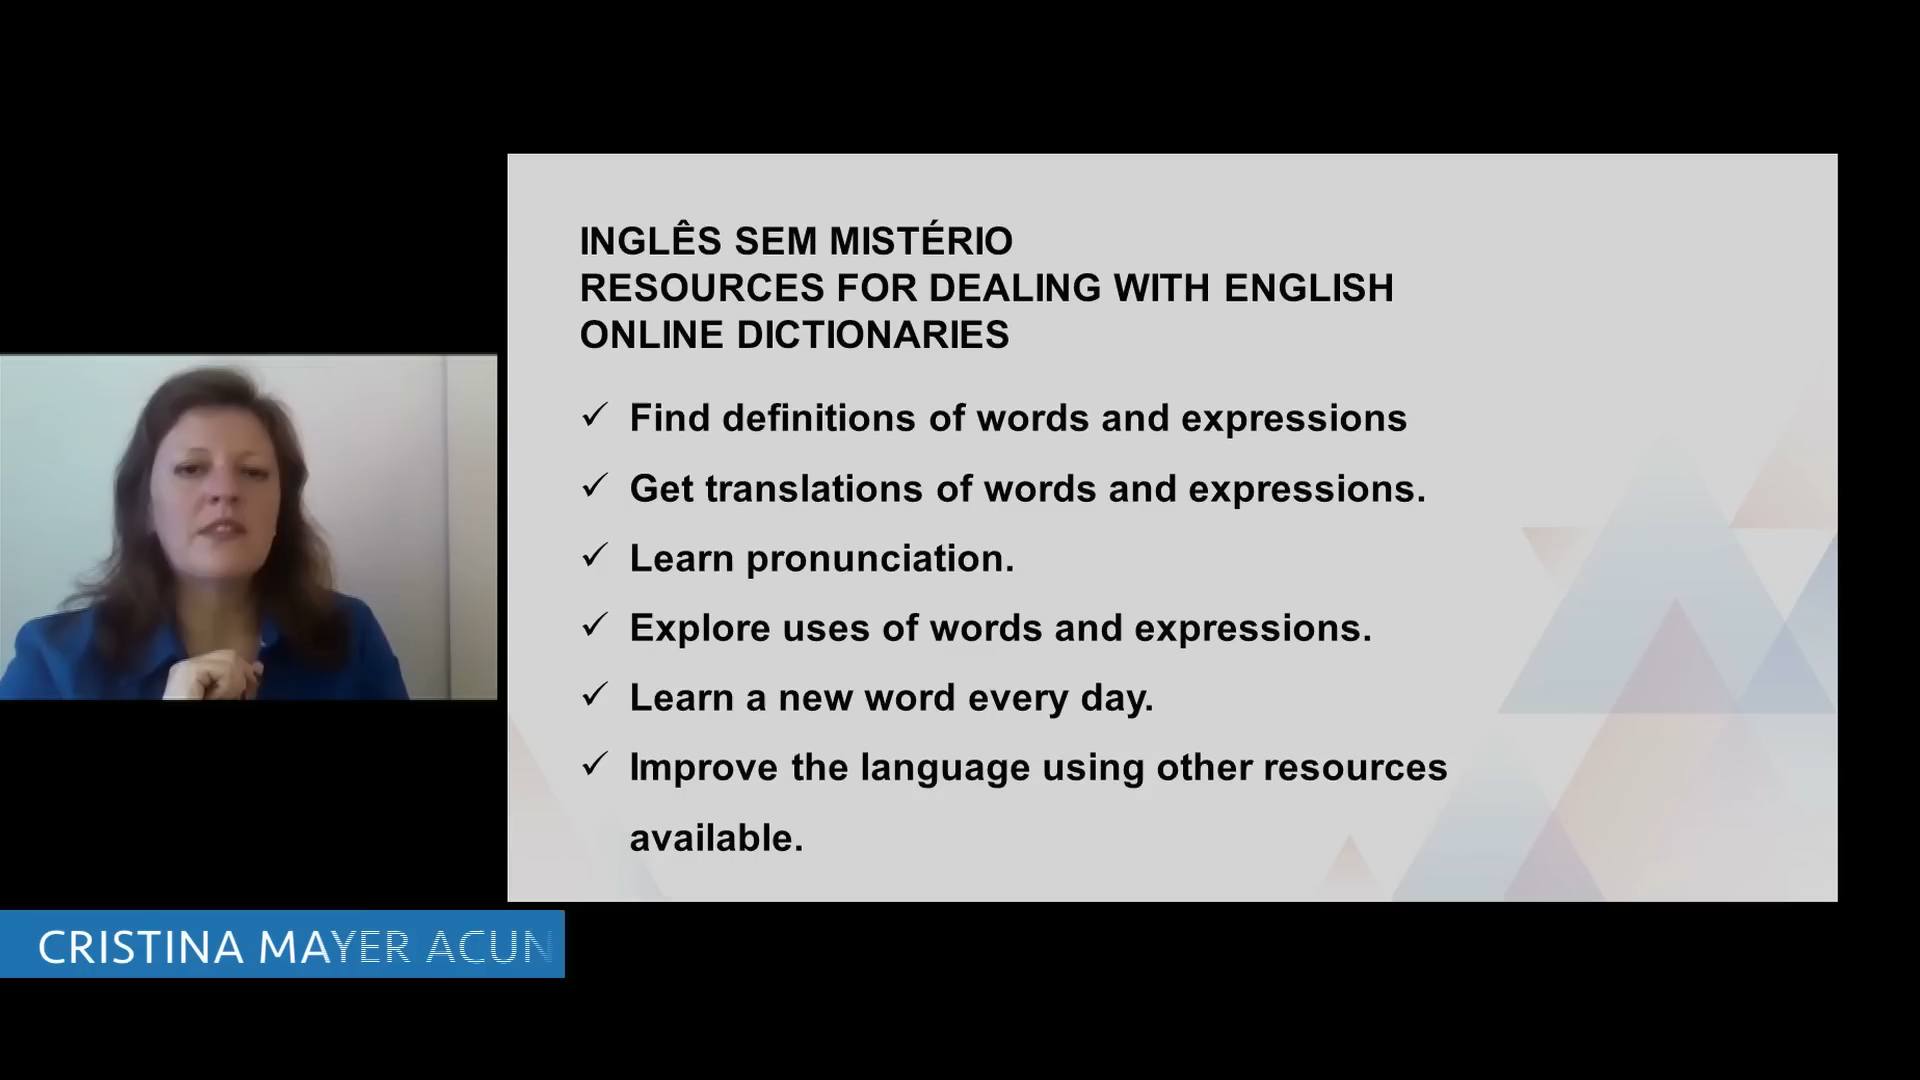 INGLÊS SEM MISTÉRIO
RESOURCES FOR DEALING WITH ENGLISH
ONLINE DICTIONARIES
✓ Find definitions of words and expressions
✓ Get translations of words and expressions.
✓ Learn pronunciation.
✓ Explore uses of words and expressions.
✓ Learn a new word every day.
✓ Improve the language using other resources
available.
CRISTINA MAYER ACUN